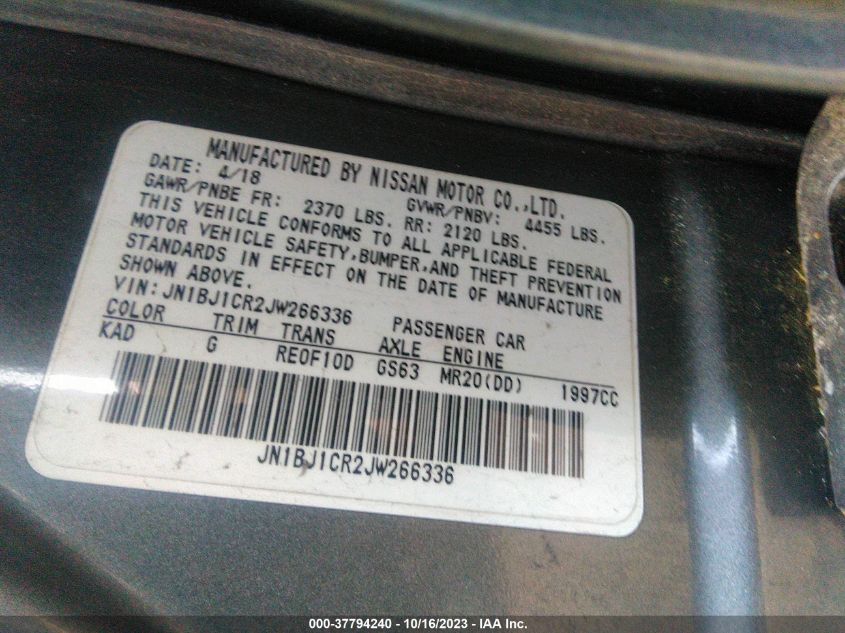 MANUFACTURED BY NISSAN MOTOR CO.,LTD.
DATE: 4/18 GVWR/PNBV: 4455 LBS.
GAWR/PNBE FR: 2370 LBS. RR: 2120 LBS.
THIS VEHICLE CONFORMS TO ALL APPLICABLE FEDERAL
MOTOR VEHICLE SAFETY,BUMPER,AND THEFT PREVENTION
STANDARDS IN EFFECT ON THE DATE OF MANUFACTURE
SHOWN ABOVE.
VIN:JN1BJ1CR2JW266336 PASSENGER CAR
COLOR TRIM TRANS AXLE ENGINE
KAD G RE0F10D GS63 MR20(DD) 1997CC
JN1BJ1CR2JW266336
000-37794240 - 10/16/2023 - IAA Inc.